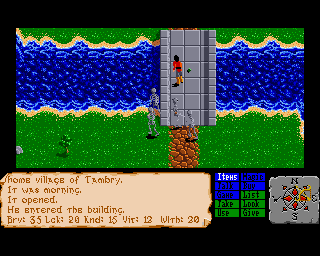 home village of Tambry.
It was morning.
It opened.
He entered the building.
Brv: 35 Lck: 20 Knd: 15 Vit: 12 Wlth: 20
Items
List
Take Look
Use Give
N
S